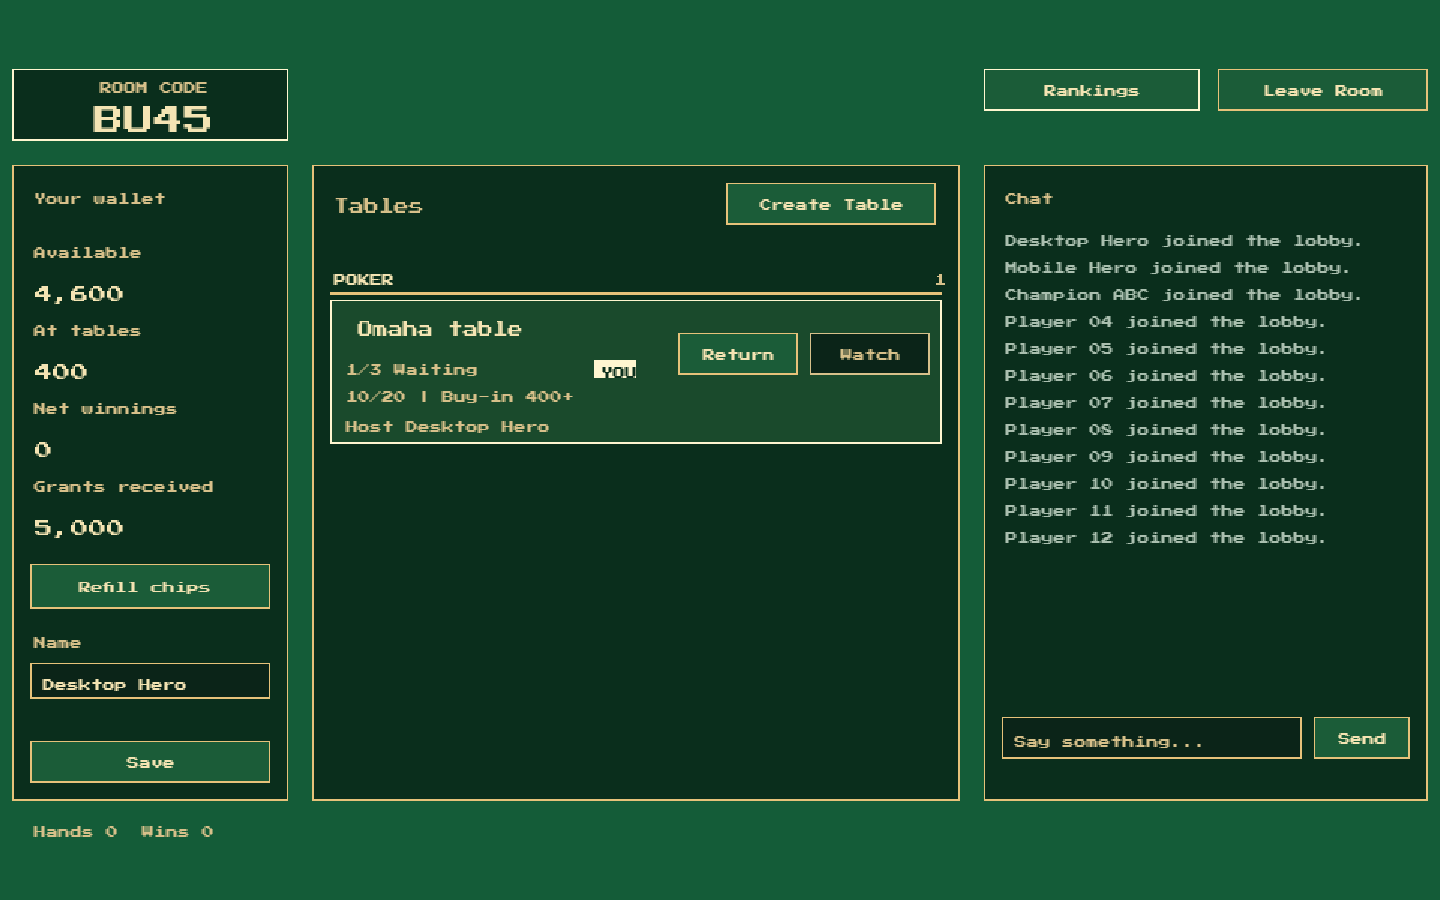 ROOM CODE
BU45
Rankings
Leave Room
Your wallet
Available
4,600
At tables
400
Net winnings
0
Grants received
5,000
Refill chips
Name
Desktop Hero
Save
Hands 0 Wins 0
Tables
Create Table
POKER 1
Omaha table
1/3 Waiting
YOU
10/20 | Buy-in 400+
Host Desktop Hero
Return
Watch
Chat
Desktop Hero joined the lobby.
Mobile Hero joined the lobby.
Champion ABC joined the lobby.
Player 04 joined the lobby.
Player 05 joined the lobby.
Player 06 joined the lobby.
Player 07 joined the lobby.
Player 08 joined the lobby.
Player 09 joined the lobby.
Player 10 joined the lobby.
Player 11 joined the lobby.
Player 12 joined the lobby.
Say something...
Send